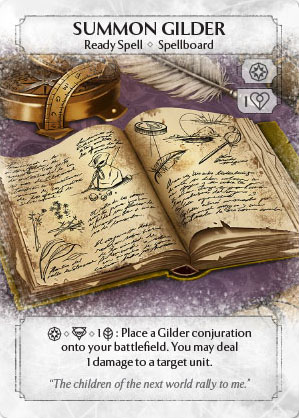 SUMMON GILDER
Ready Spell ⬦ Spellboard
1
⬦ ⬦ 1 : Place a Gilder conjuration
onto your battlefield. You may deal
1 damage to a target unit.
"The children of the next world rally to me."